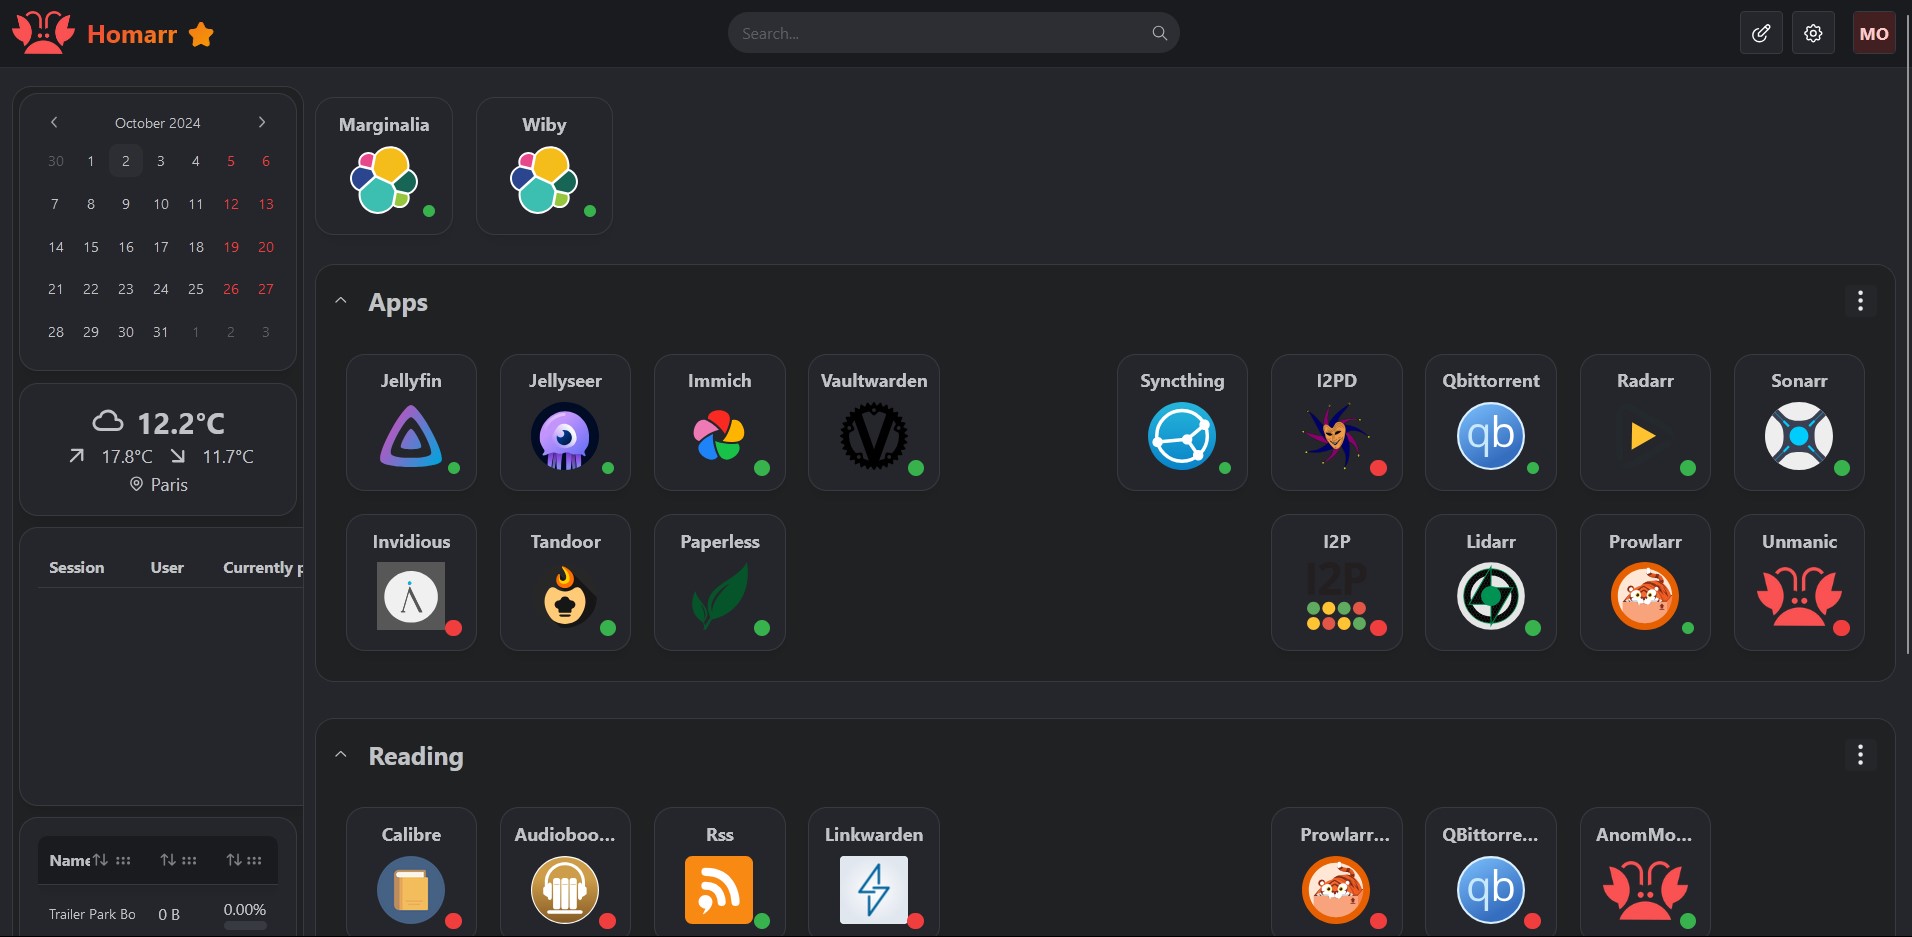 Homarr
Search...
MO
October 2024
30 1 2 3 4 5 6
7 8 9 10 11 12 13
14 15 16 17 18 19 20
21 22 23 24 25 26 27
28 29 30 31 1 2 3
12.2°C
17.8°C 11.7°C
Paris
Session User Currently p
Name
Trailer Park Bo 0 B 0.00%
Marginalia Wiby
Apps
Jellyfin Jellyseer Immich Vaultwarden Syncthing I2PD Qbittorrent Radarr Sonarr
V qb
Invidious Tandoor Paperless I2P Lidarr Prowlarr Unmanic
I2P
Reading
Calibre Audioboo... Rss Linkwarden Prowlarr... QBittorre... AnomMo...
qb